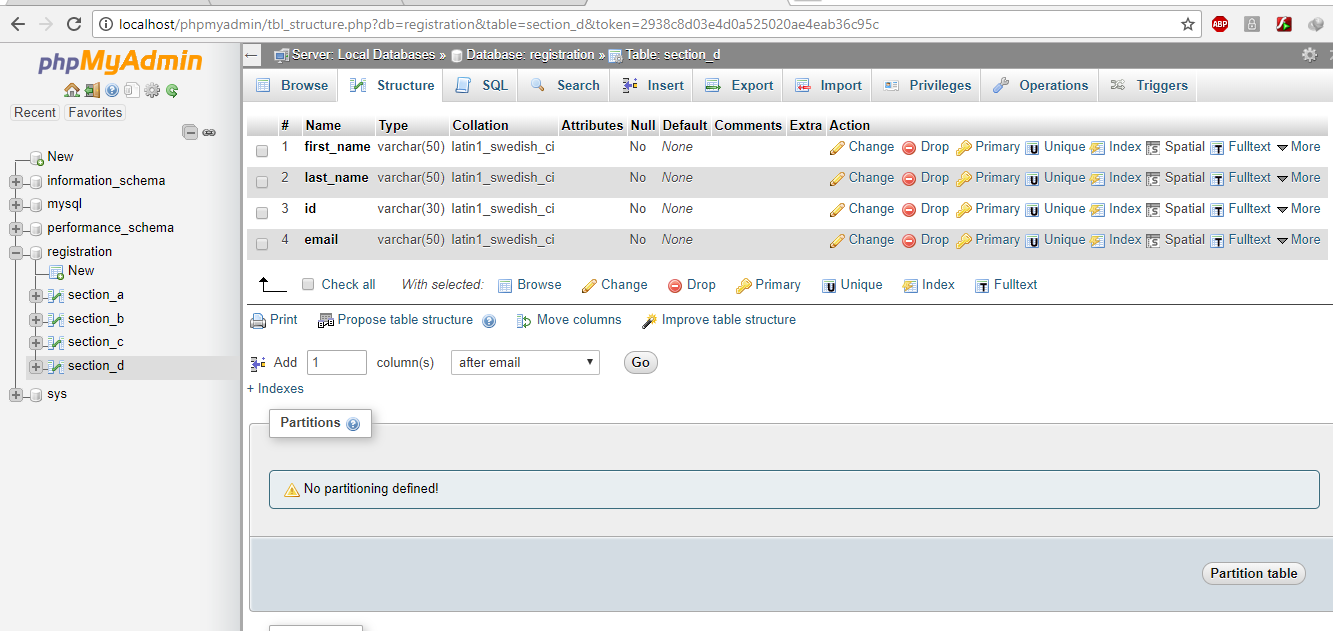 localhost/phpmyadmin/tbl_structure.php?db=registration&table=section_d&token=2938c8d03e4d0a525020ae4eab36c95c
ABP
phpMyAdmin
Recent Favorites
New
information_schema
mysql
performance_schema
registration
New
section_a
section_b
section_c
section_d
sys
Server: Local Databases » Database: registration » Table: section_d
Browse Structure SQL Search Insert Export Import Privileges Operations Triggers
# Name Type Collation Attributes Null Default Comments Extra Action
1 first_name varchar(50) latin1_swedish_ci No None Change Drop Primary Unique Index Spatial Fulltext More
2 last_name varchar(50) latin1_swedish_ci No None Change Drop Primary Unique Index Spatial Fulltext More
3 id varchar(30) latin1_swedish_ci No None Change Drop Primary Unique Index Spatial Fulltext More
4 email varchar(50) latin1_swedish_ci No None Change Drop Primary Unique Index Spatial Fulltext More
Check all With selected: Browse Change Drop Primary Unique Index Fulltext
Print Propose table structure Move columns Improve table structure
Add 1 column(s) after email Go
+ Indexes
Partitions
No partitioning defined!
Partition table